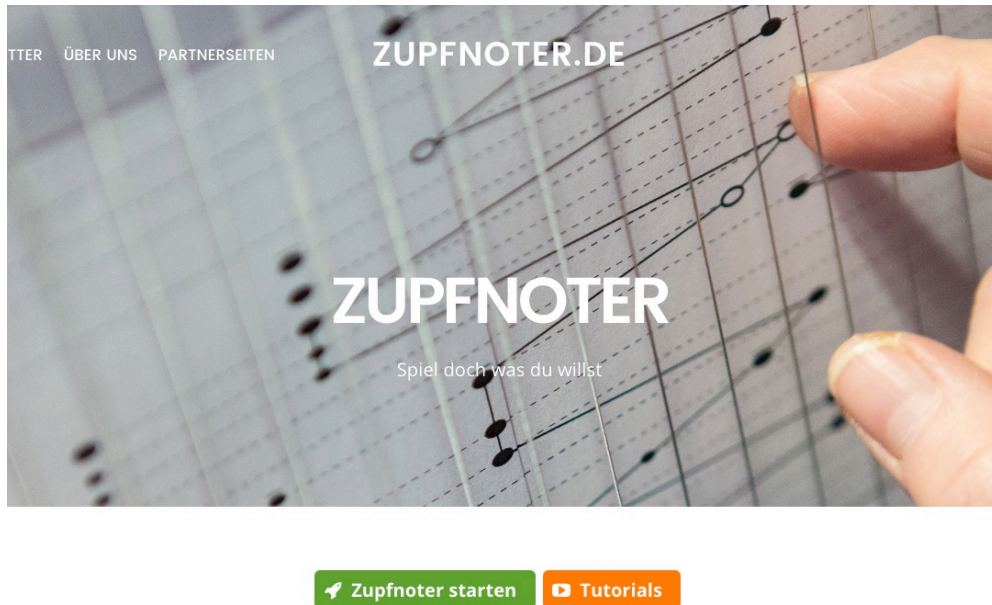 TTER ÜBER UNS PARTNERSEITEN ZUPFNOTER.DE
ZUPFNOTER
Spiel doch was du willst
Zupfnoter starten Tutorials